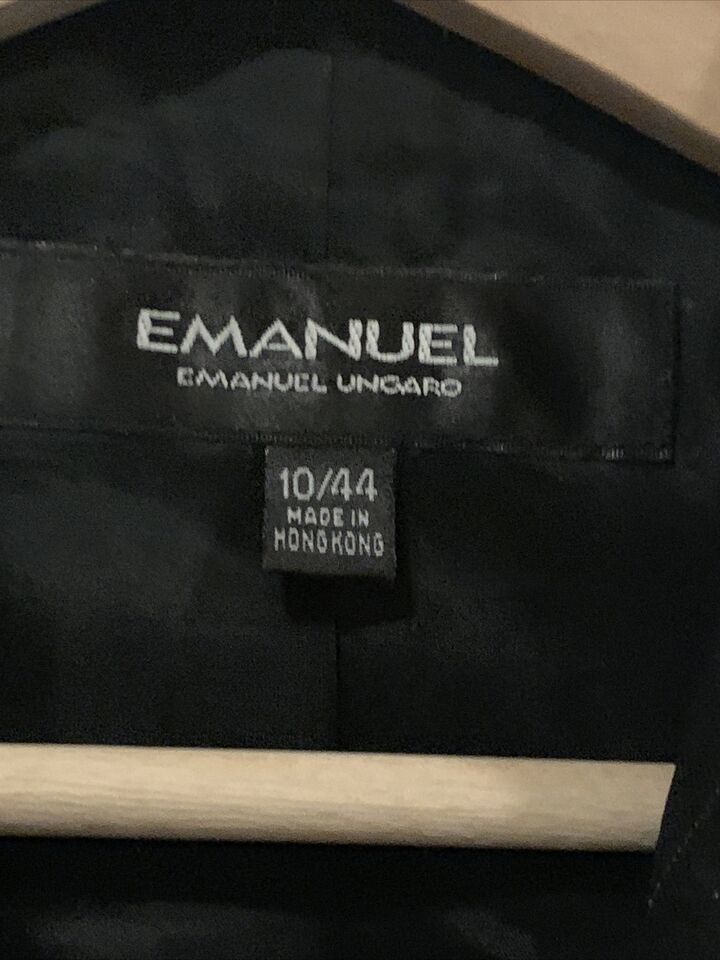 EMANUEL
EMANUEL UNGARO
10/44
MADE IN
HONG KONG